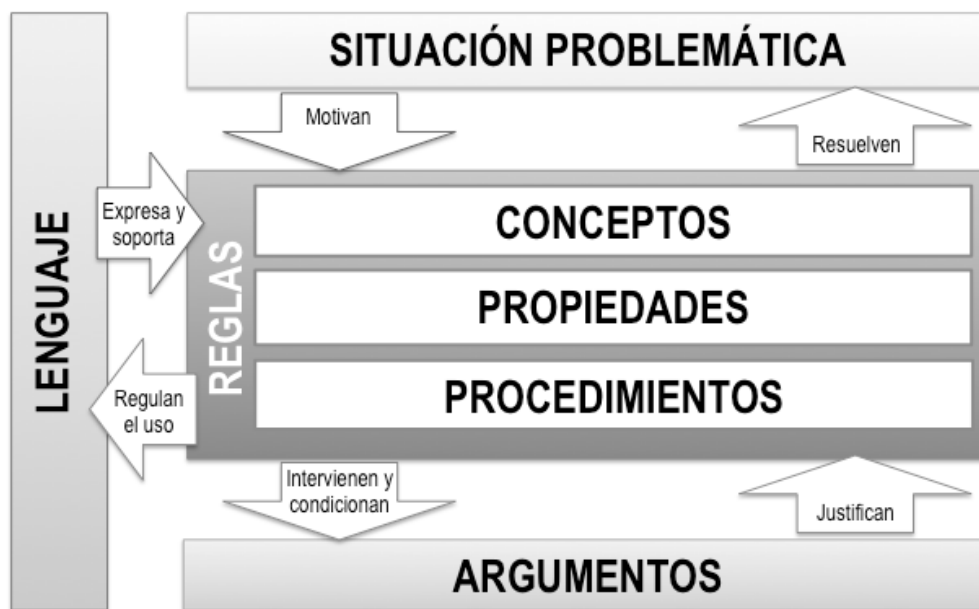 SITUACIÓN PROBLEMÁTICA
Motivan
Resuelven
LENGUAJE
Expresa y
soporta
REGLAS
CONCEPTOS
PROPIEDADES
PROCEDIMIENTOS
Regulan
el uso
Intervienen y
condicionan
Justifican
ARGUMENTOS